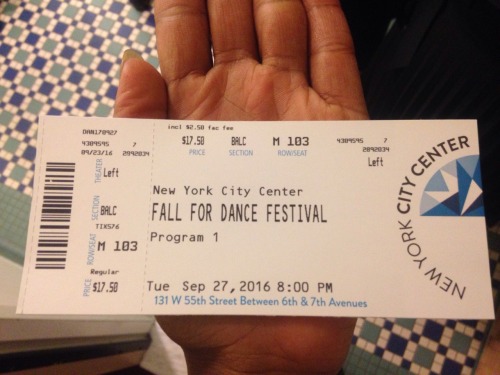 DAN170927
4309595 7
09/23/16 2892034
THEATER Left
SECTION BALC
TIX576
ROW/SEAT M 103
Regular
PRICE $17.50
incl $2.50 fac fee
$17.50 BALC M 103
PRICE SECTION ROW/SEAT
4309595 7
2892034
Left
New York City Center
FALL FOR DANCE FESTIVAL
Program 1
Tue Sep 27, 2016 8:00 PM
131 W 55th Street Between 6th & 7th Avenues
NEW YORK CITY CENTER